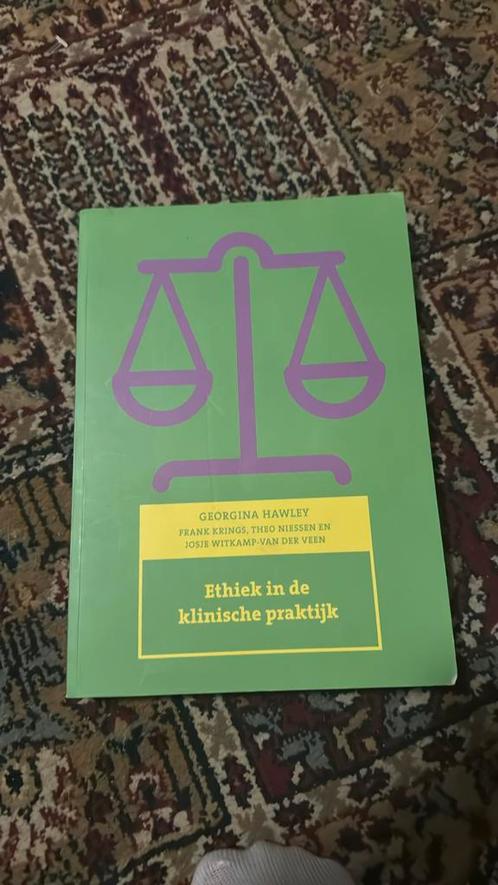 GEORGINA HAWLEY
FRANK KRINGS, THEO NIESSEN EN
JOSJE WITKAMP-VAN DER VEEN
Ethiek in de
klinische praktijk